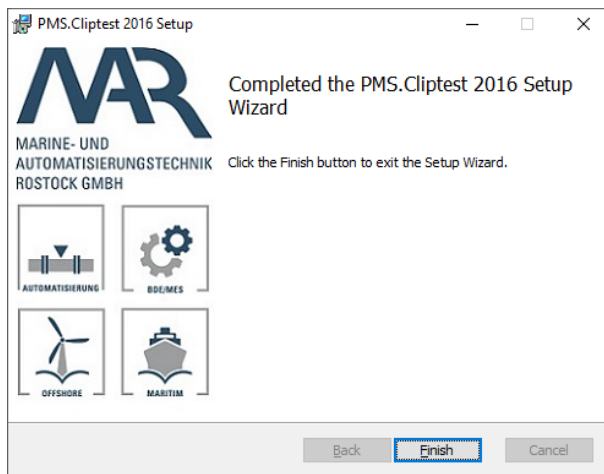 PMS.Cliptest 2016 Setup
MAR
MARINE- UND
AUTOMATISIERUNGSTECHNIK
ROSTOCK GMBH
AUTOMATISIERUNG
BDE/MES
OFFSHORE
MARITIM
Completed the PMS.Cliptest 2016 Setup
Wizard
Click the Finish button to exit the Setup Wizard.
Back
Finish
Cancel